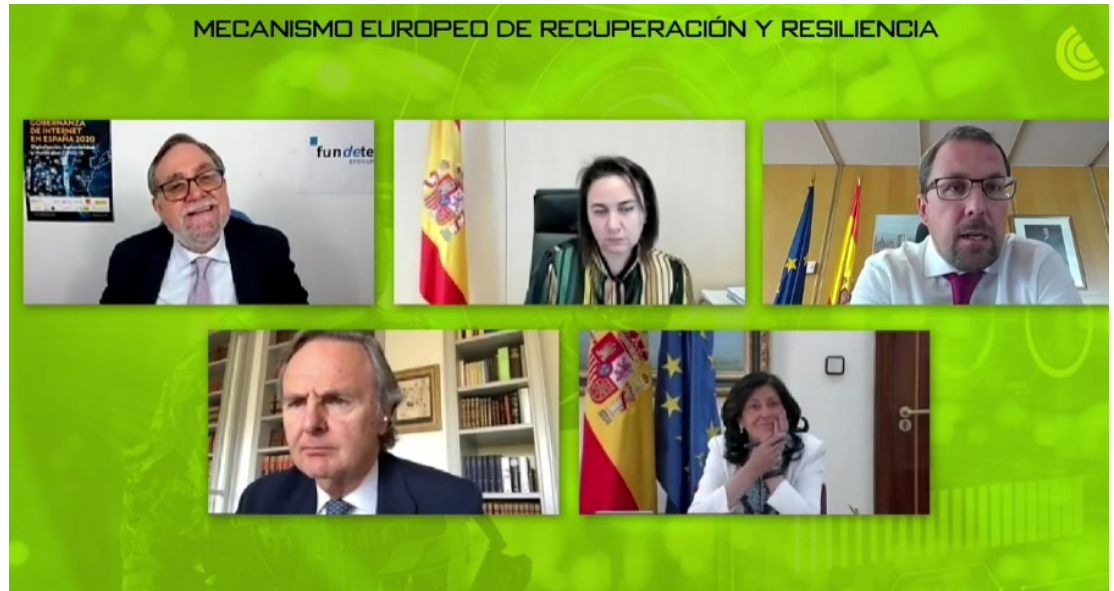 MECANISMO EUROPEO DE RECUPERACIÓN Y RESILIENCIA
GOBERNANZA
DE INTERNET
EN ESPAÑA 2020
fundete